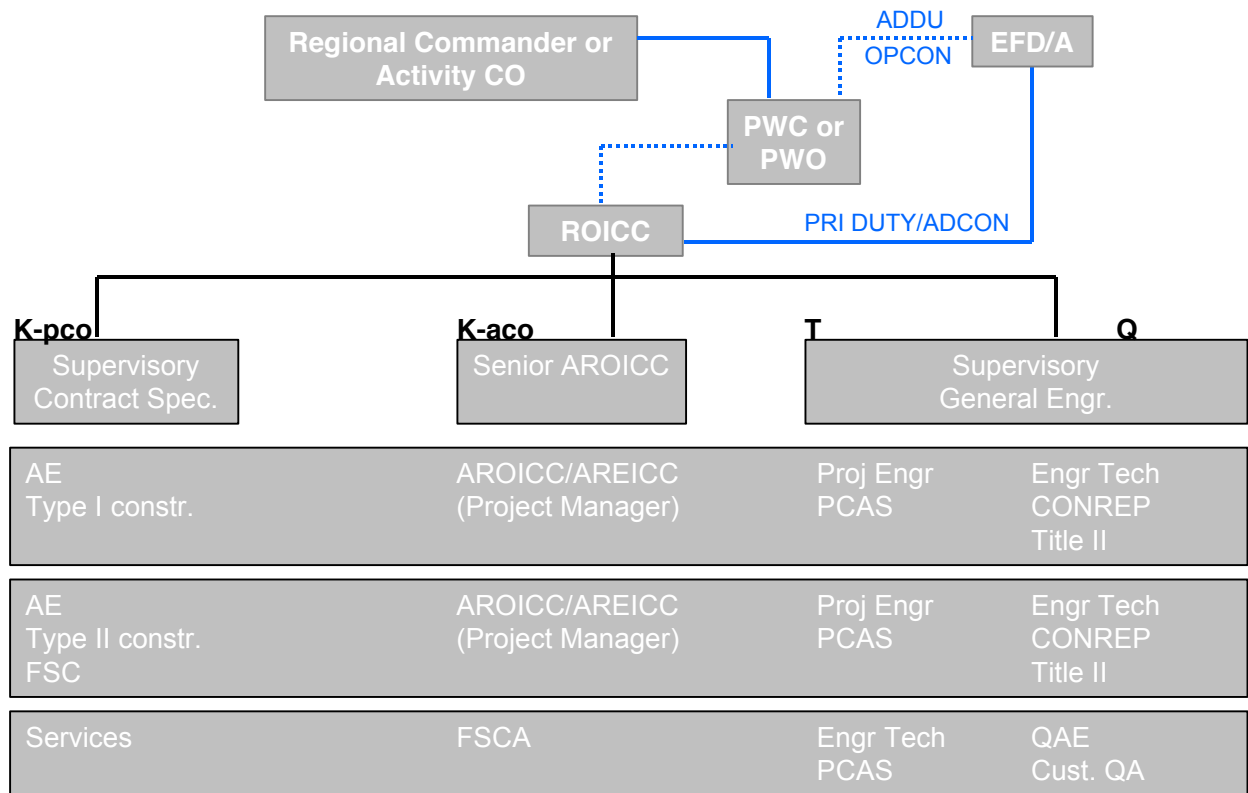 Regional Commander or
Activity CO
ADDU
OPCON
EFD/A
PWC or
PWO
ROICC
PRI DUTY/ADCON
K-pco
K-aco
T
Q
Supervisory
Contract Spec.
Senior AROICC
Supervisory
General Engr.
AE
Type I constr.
AROICC/AREICC
(Project Manager)
Proj Engr
PCAS
Engr Tech
CONREP
Title II
AE
Type II constr.
FSC
AROICC/AREICC
(Project Manager)
Proj Engr
PCAS
Engr Tech
CONREP
Title II
Services
FSCA
Engr Tech
PCAS
QAE
Cust. QA